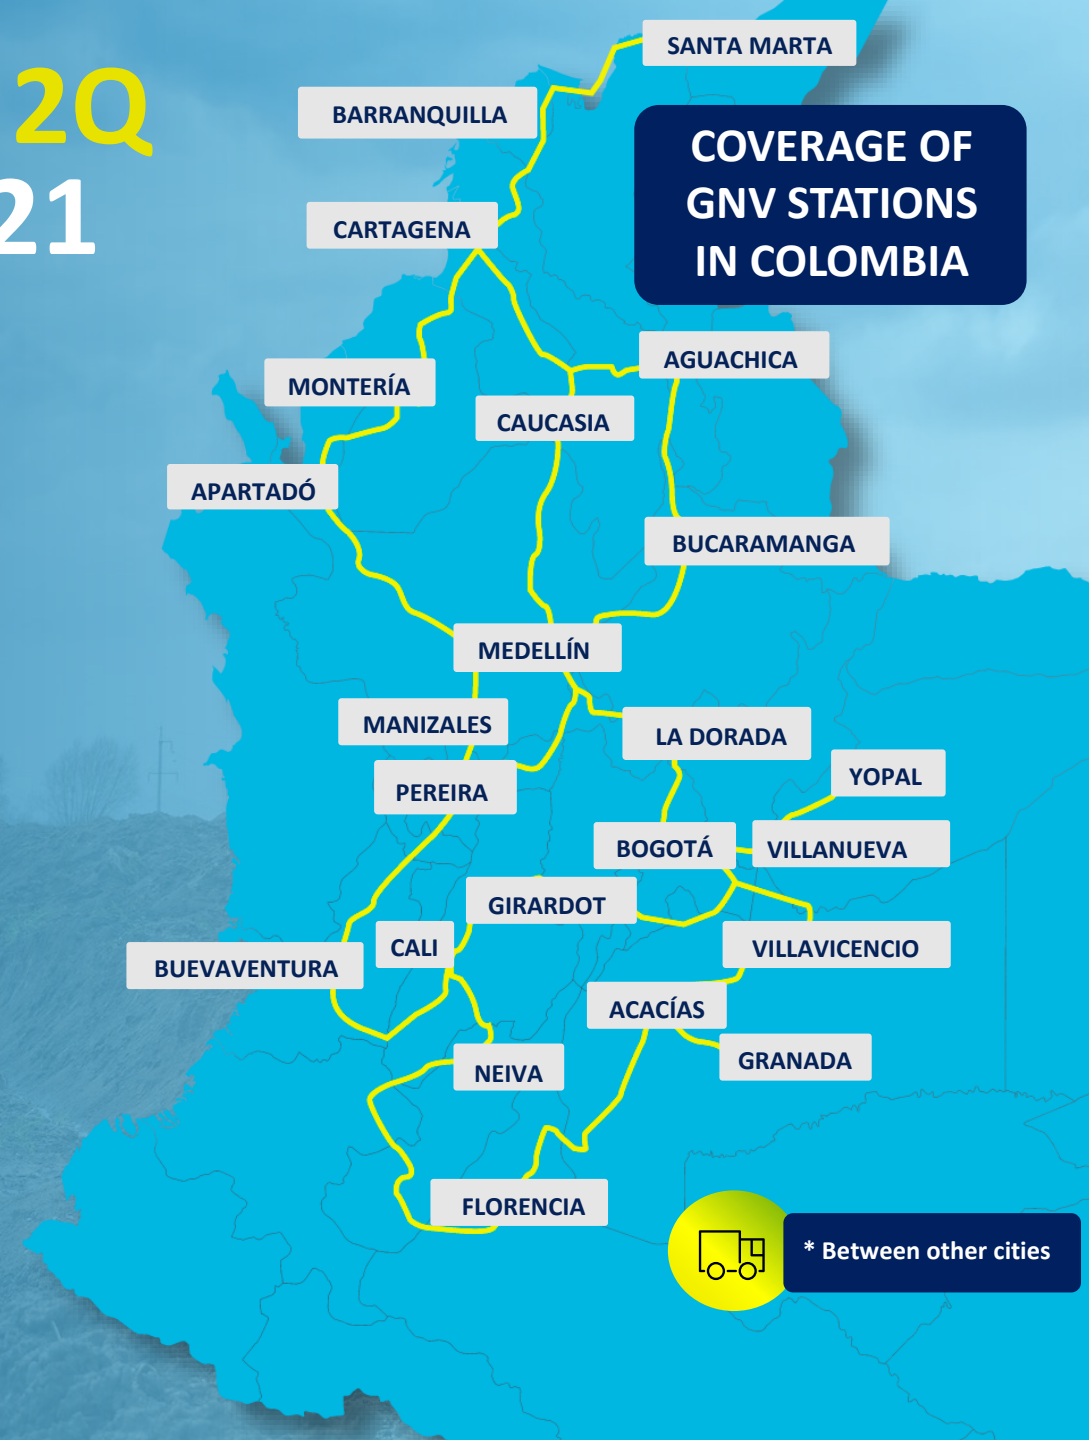 2Q
21
SANTA MARTA
BARRANQUILLA
COVERAGE OF
GNV STATIONS
IN COLOMBIA
CARTAGENA
AGUACHICA
MONTERÍA
CAUCASIA
APARTADÓ
BUCARAMANGA
MEDELLÍN
MANIZALES
LA DORADA
YOPAL
PEREIRA
BOGOTÁ
VILLANUEVA
GIRARDOT
CALI
VILLAVICENCIO
BUEVAVENTURA
ACACÍAS
GRANADA
NEIVA
FLORENCIA
* Between other cities